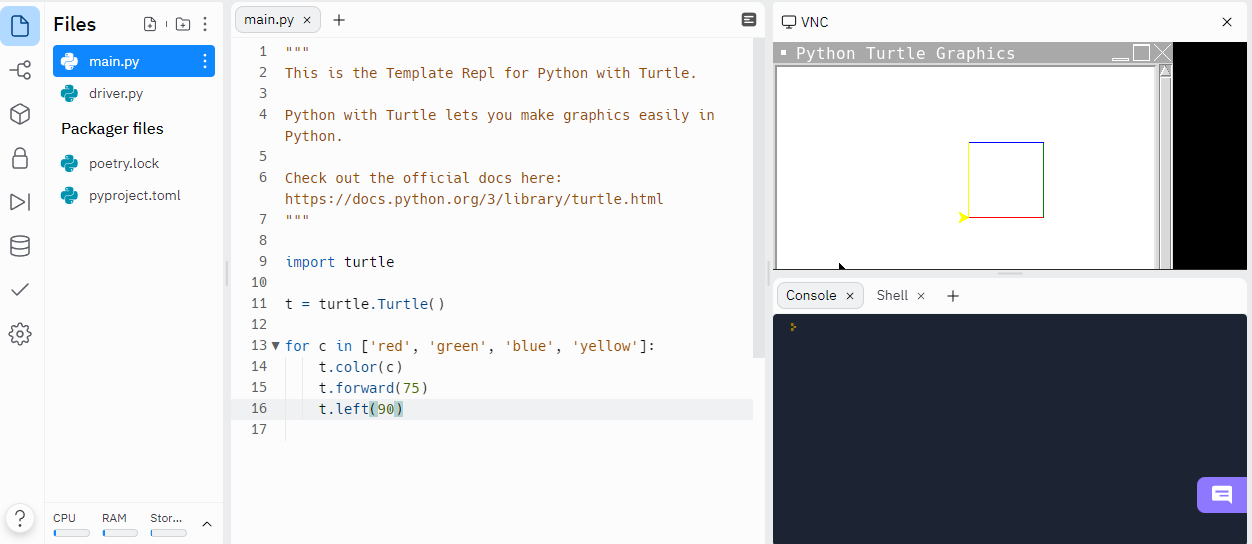 Files
main.py
driver.py
Packager files
poetry.lock
pyproject.toml
CPU RAM Stor...
main.py
1 """
2 This is the Template Repl for Python with Turtle.
3
4 Python with Turtle lets you make graphics easily in
Python.
5
6 Check out the official docs here:
https://docs.python.org/3/library/turtle.html
7 """
8
9 import turtle
10
11 t = turtle.Turtle()
12
13 for c in ['red', 'green', 'blue', 'yellow']:
14 t.color(c)
15 t.forward(75)
16 t.left(90)
17
VNC
Python Turtle Graphics
Console Shell